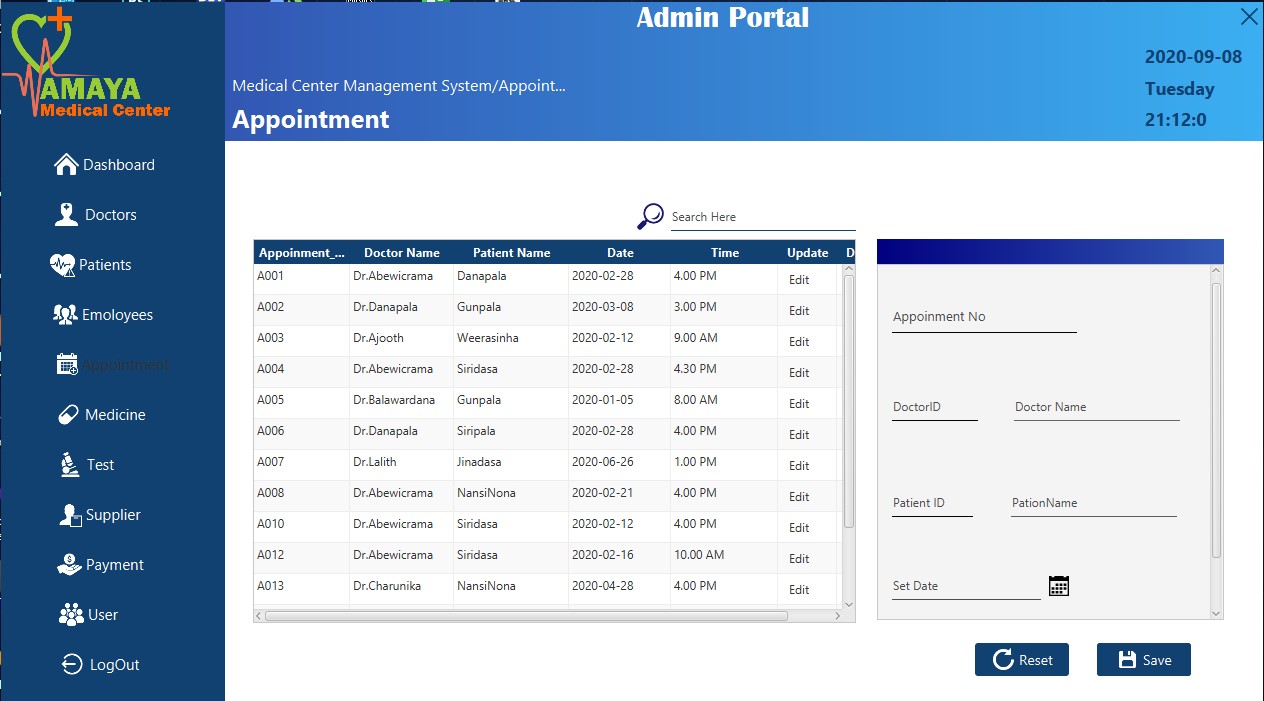 Admin Portal
AMAYA
Medical Center
Medical Center Management System/Appoint...
Appointment
2020-09-08
Tuesday
21:12:0
Dashboard
Doctors
Patients
Emoloyees
Appointment
Medicine
Test
Supplier
Payment
User
LogOut
Search Here
Appoinment_... Doctor Name Patient Name Date Time Update D
A001 Dr.Abewicrama Danapala 2020-02-28 4.00 PM Edit
A002 Dr.Danapala Gunpala 2020-03-08 3.00 PM Edit
A003 Dr.Ajooth Weerasinha 2020-02-12 9.00 AM Edit
A004 Dr.Abewicrama Siridasa 2020-02-28 4.30 PM Edit
A005 Dr.Balawardana Gunpala 2020-01-05 8.00 AM Edit
A006 Dr.Danapala Siripala 2020-02-28 4.00 PM Edit
A007 Dr.Lalith Jinadasa 2020-06-26 1.00 PM Edit
A008 Dr.Abewicrama NansiNona 2020-02-21 4.00 PM Edit
A010 Dr.Abewicrama Siridasa 2020-02-12 4.00 PM Edit
A012 Dr.Abewicrama Siridasa 2020-02-16 10.00 AM Edit
A013 Dr.Charunika NansiNona 2020-04-28 4.00 PM Edit
Appoinment No
DoctorID Doctor Name
Patient ID PationName
Set Date
Reset Save